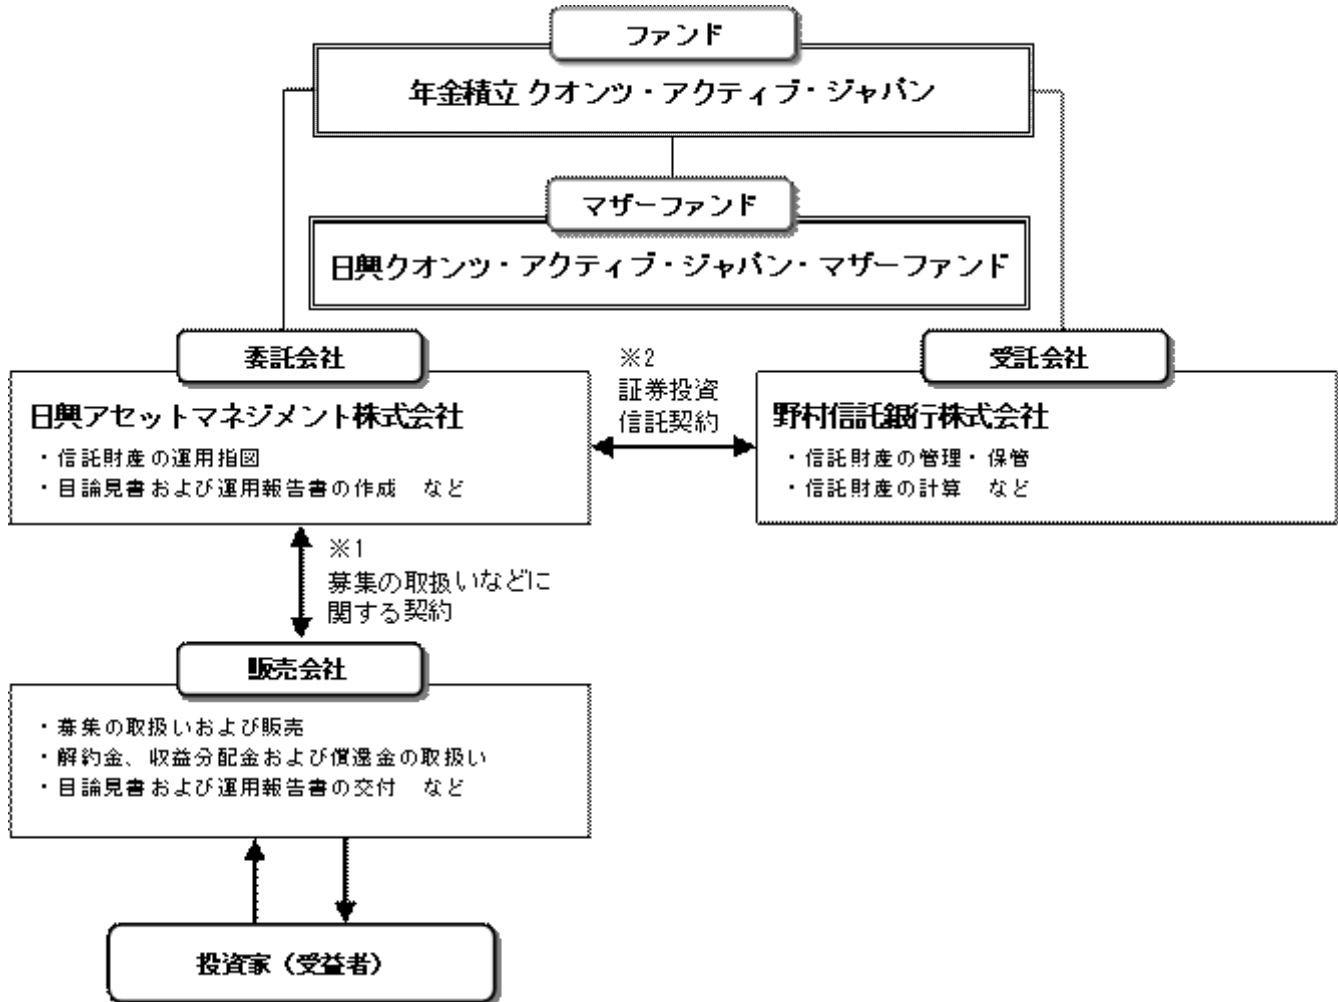 ファンド
年金積立 クオンツ・アクティブ・ジャパン
マザーファンド
日興クオンツ・アクティブ・ジャパン・マザーファンド
委託会社
日興アセットマネジメント株式会社
・信託財産の運用指図
・目論見書および運用報告書の作成 など
※2
証券投資
信託契約
受託会社
野村信託銀行株式会社
・信託財産の管理・保管
・信託財産の計算 など
※1
募集の取扱いなどに
関する契約
販売会社
・募集の取扱いおよび販売
・解約金、収益分配金および償還金の取扱い
・目論見書および運用報告書の交付 など
投資家（受益者）